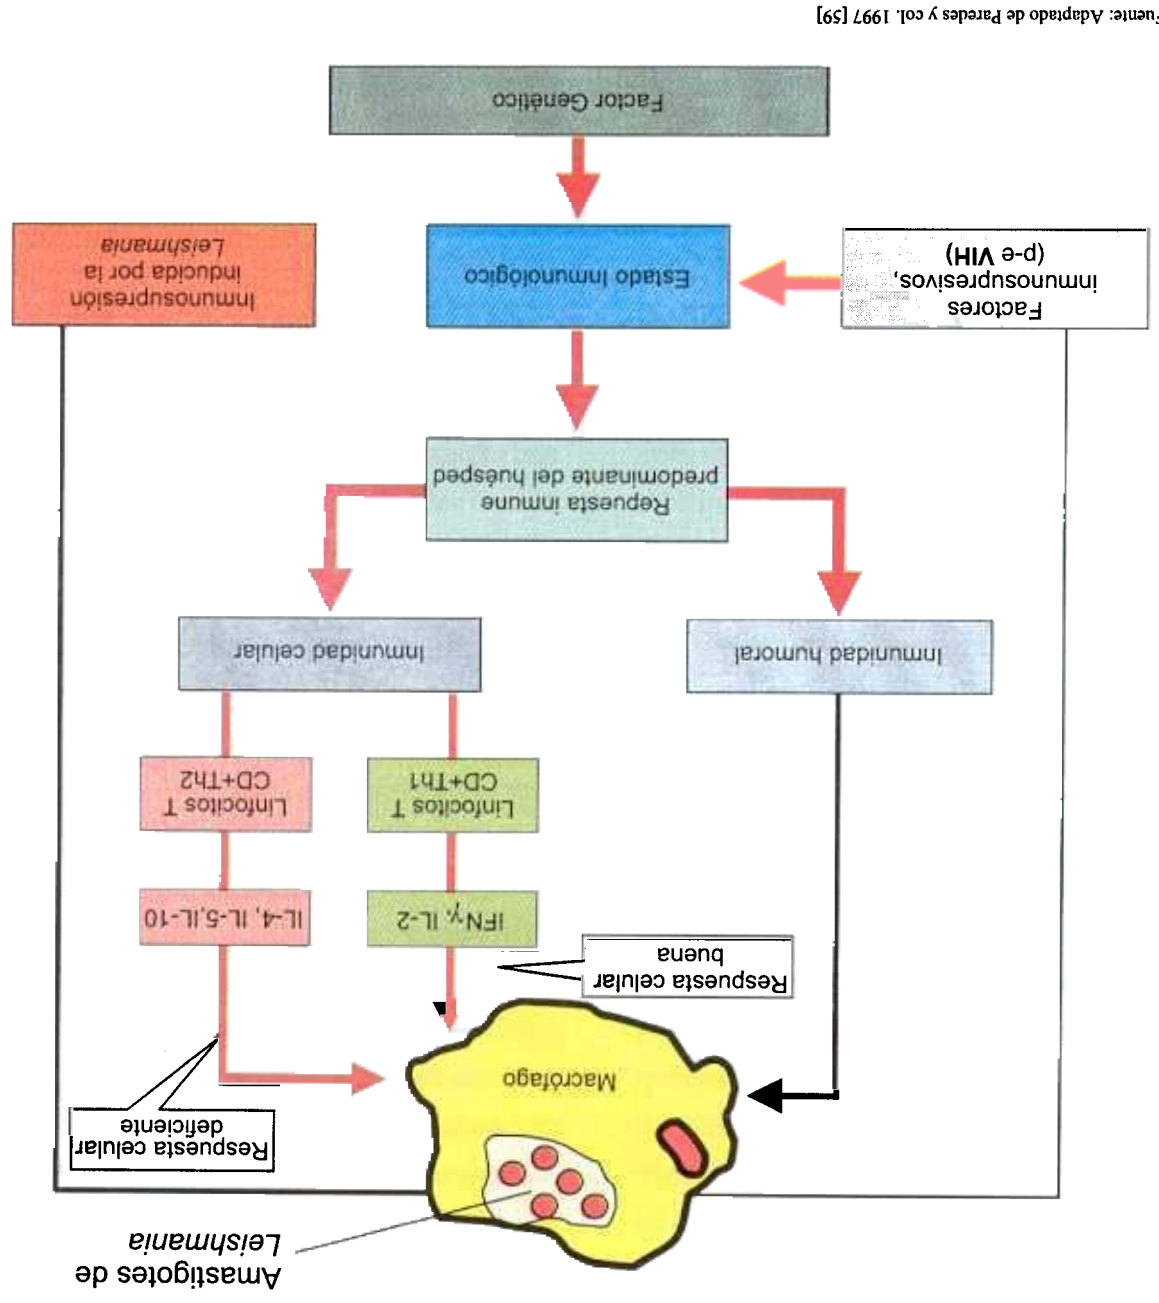 Amastigotes de
Leishmania
Respuesta celular
deficiente
Macrófago
Respuesta celular
buena
IFNγ, IL-2
IL-4, IL-5,IL-10
Linfocitos T
CD+Th1
Linfocitos T
CD+Th2
Inmunidad humoral
Inmunidad celular
Repuesta inmune
predominante del huésped
Factores
inmunosupresivos,
(p-e VIH)
Estado Inmunológico
Inmunosupresión
inducida por la
Leishmania
Factor Genético
Fuente: Adaptado de Paredes y col. 1997 [59]